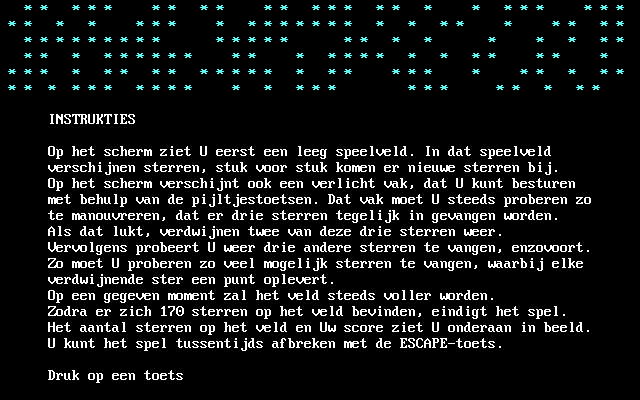 INSTRUKTIES
Op het scherm ziet U eerst een leeg speelveld. In dat speelveld
verschijnen sterren, stuk voor stuk komen er nieuwe sterren bij.
Op het scherm verschijnt ook een verlicht vak, dat U kunt besturen
met behulp van de pijltjestoetsen. Dat vak moet U steeds proberen zo
te manouvreren, dat er drie sterren tegelijk in gevangen worden.
Als dat lukt, verdwijnen twee van deze drie sterren weer.
Vervolgens probeert U weer drie andere sterren te vangen, enzovoort.
Zo moet U proberen zo veel mogelijk sterren te vangen, waarbij elke
verdwijnende ster een punt oplevert.
Op een gegeven moment zal het veld steeds voller worden.
Zodra er zich 170 sterren op het veld bevinden, eindigt het spel.
Het aantal sterren op het veld en Uw score ziet U onderaan in beeld.
U kunt het spel tussentijds afbreken met de ESCAPE-toets.
Druk op een toets